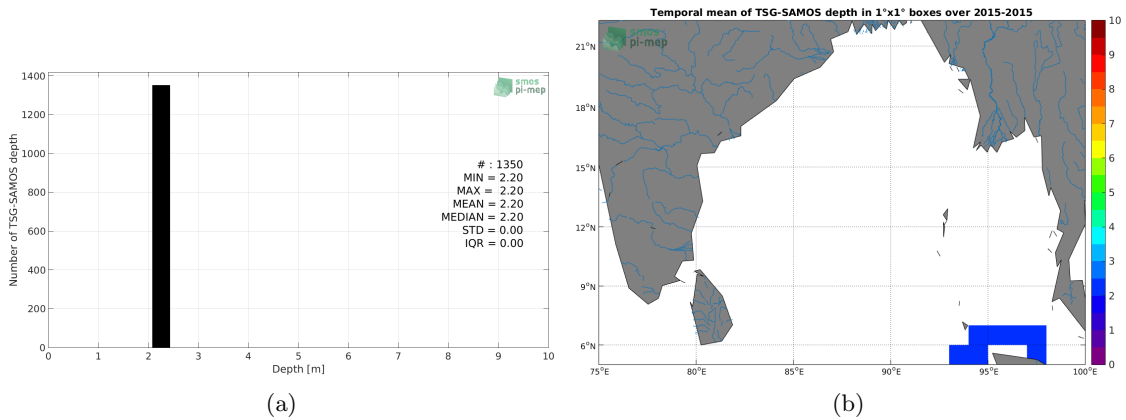 Temporal mean of TSG-SAMOS depth in 1°x1° boxes over 2015-2015
smos
pi-mep
1400
1200
1000
800
600
400
200
0
Number of TSG-SAMOS depth
# : 1350
MIN = 2.20
MAX = 2.20
MEAN = 2.20
MEDIAN = 2.20
STD = 0.00
IQR = 0.00
0 1 2 3 4 5 6 7 8 9 10
Depth [m]
(a)
smos
pi-mep
21°N
18°N
15°N
12°N
9°N
6°N
75°E 80°E 85°E 90°E 95°E 100°E
10
9
8
7
6
5
4
3
2
1
0
(b)